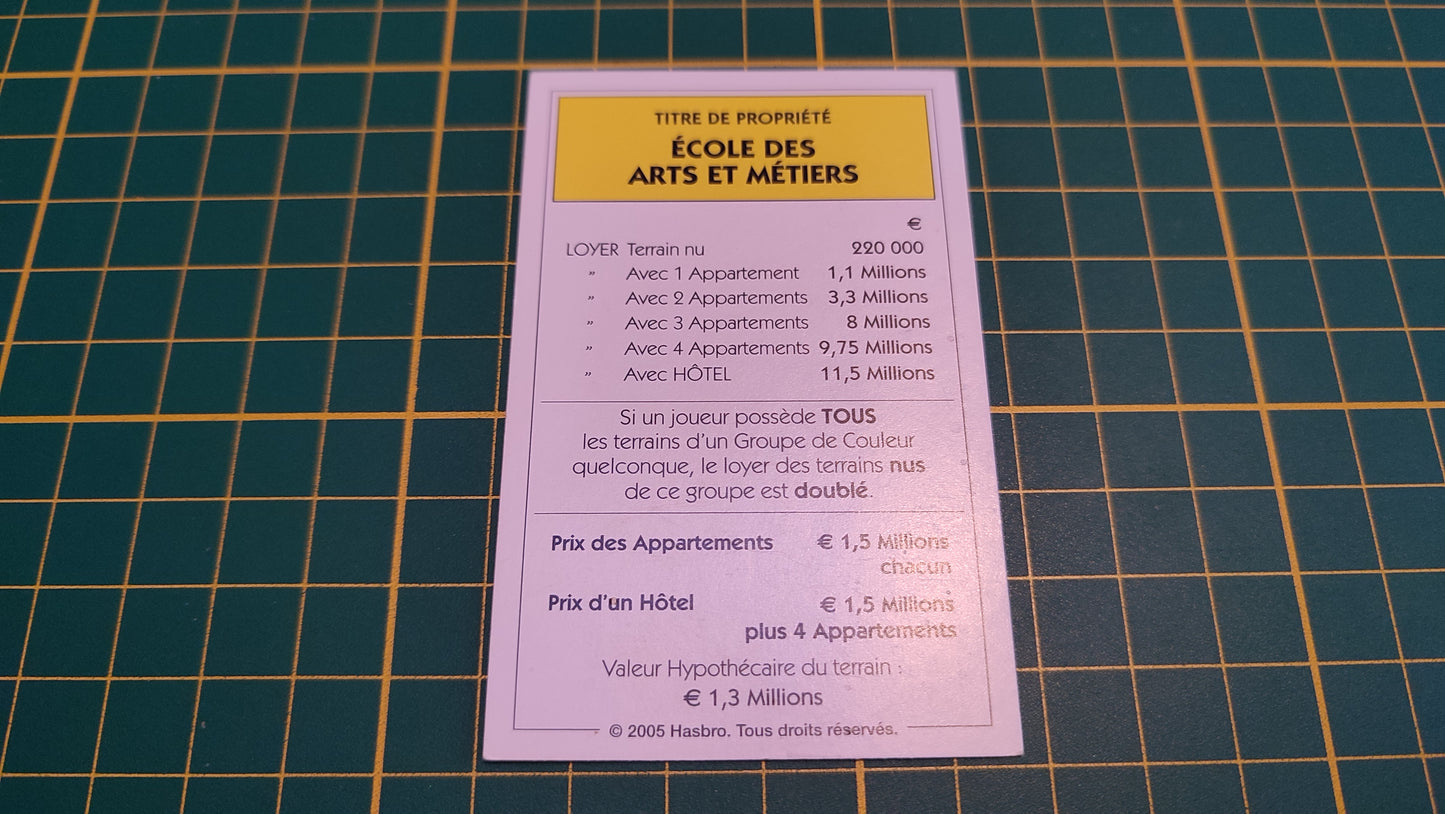 TITRE DE PROPRIÉTÉ
ÉCOLE DES
ARTS ET MÉTIERS
€
LOYER Terrain nu 220 000
” Avec 1 Appartement 1,1 Millions
” Avec 2 Appartements 3,3 Millions
” Avec 3 Appartements 8 Millions
” Avec 4 Appartements 9,75 Millions
” Avec HÔTEL 11,5 Millions
Si un joueur possède TOUS
les terrains d’un Groupe de Couleur
quelconque, le loyer des terrains nus
de ce groupe est doublé.
Prix des Appartements € 1,5 Millions
chacun
Prix d’un Hôtel € 1,5 Millions
plus 4 Appartements
Valeur Hypothécaire du terrain :
€ 1,3 Millions
© 2005 Hasbro. Tous droits réservés.